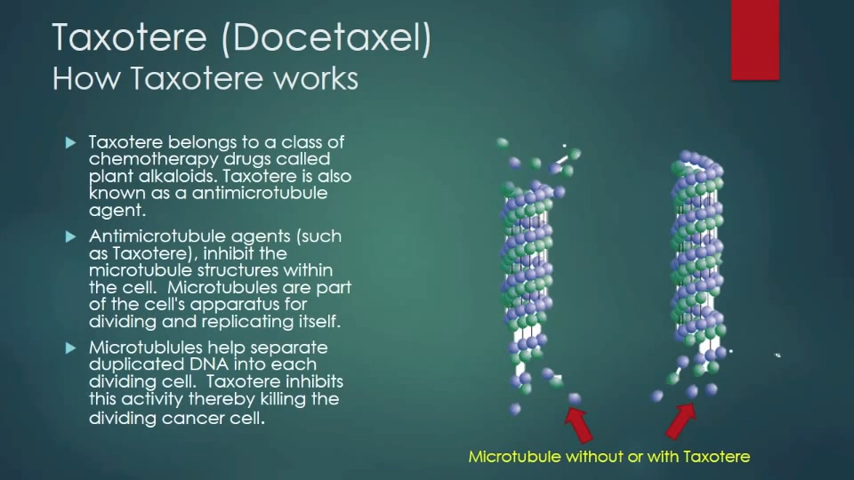 Taxotere (Docetaxel)
How Taxotere works
Taxotere belongs to a class of
chemotherapy drugs called
plant alkaloids. Taxotere is also
known as a antimicrotubule
agent.
Antimicrotubule agents (such
as Taxotere), inhibit the
microtubule structures within
the cell.  Microtubules are part
of the cell's apparatus for
dividing and replicating itself.
Microtublules help separate
duplicated DNA into each
dividing cell.  Taxotere inhibits
this activity thereby killing the
dividing cancer cell.
Microtubule without or with Taxotere